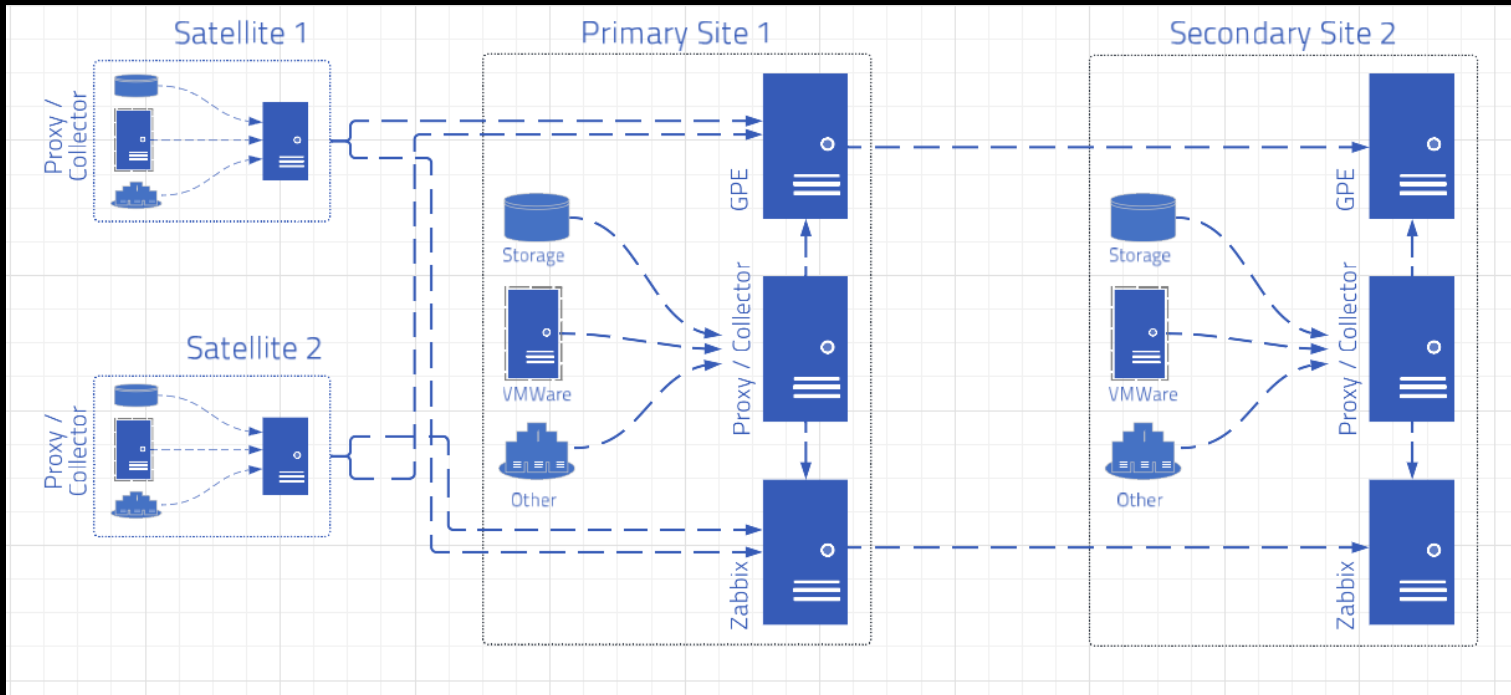 Satellite 1
Proxy /
Collector
Satellite 2
Proxy /
Collector
Primary Site 1
GPE
Storage
VMWare
Other
Proxy / Collector
Zabbix
Secondary Site 2
GPE
Storage
VMWare
Other
Proxy / Collector
Zabbix